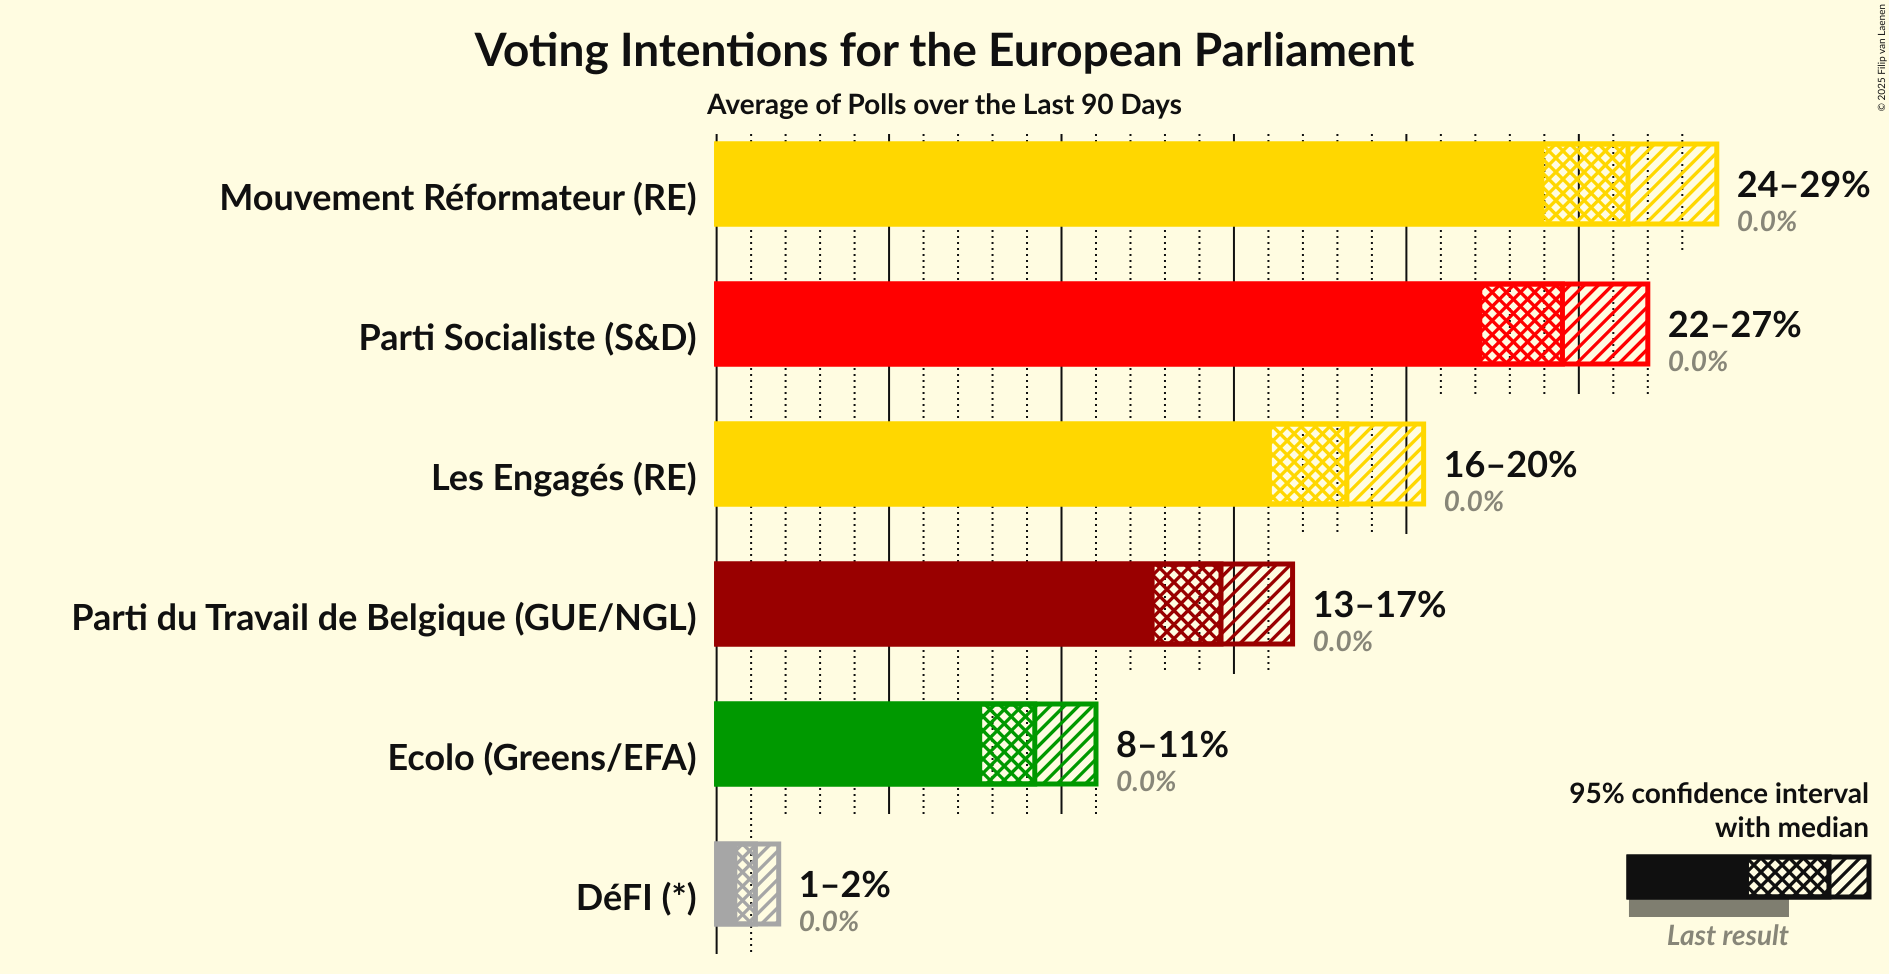 Voting Intentions for the European Parliament
Average of Polls over the Last 90 Days
© 2025 Filip van Laenen
Mouvement Réformateur (RE)
24–29%
0.0%
Parti Socialiste (S&D)
22–27%
0.0%
Les Engagés (RE)
16–20%
0.0%
Parti du Travail de Belgique (GUE/NGL)
13–17%
0.0%
Ecolo (Greens/EFA)
8–11%
0.0%
DéFI (*)
1–2%
0.0%
95% confidence interval
with median
Last result